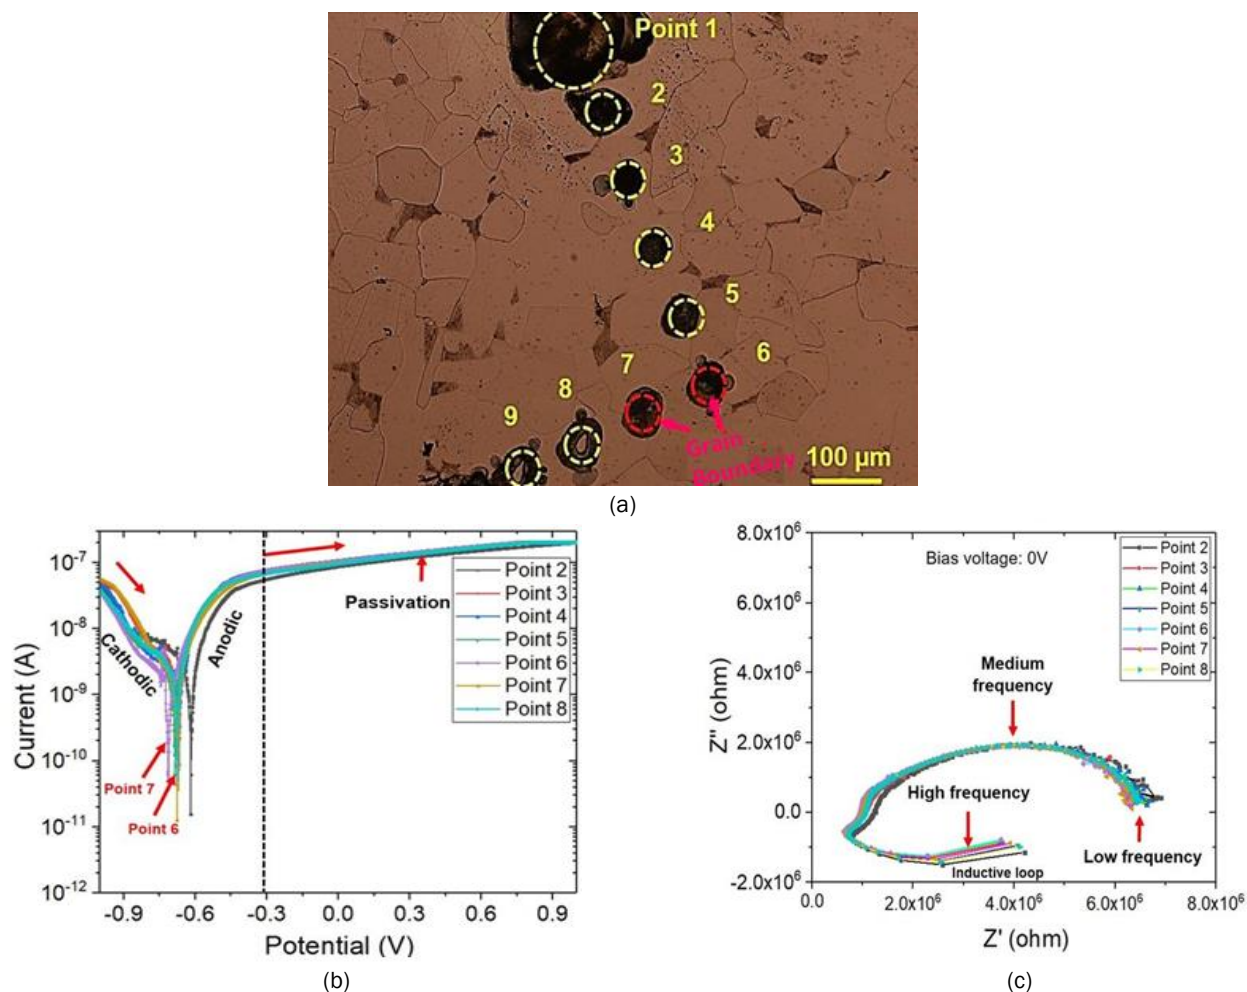 Point 1
2
3
4
5
6
7
8
9
Grain
Boundary
100 µm
(a)
10⁻⁷
10⁻⁸
10⁻⁹
10⁻¹⁰
10⁻¹¹
10⁻¹²
Current (A)
Cathodic
Anodic
Passivation
Point 7
Point 6
Point 2
Point 3
Point 4
Point 5
Point 6
Point 7
Point 8
-0.9 -0.6 -0.3 0.0 0.3 0.6 0.9
Potential (V)
(b)
8.0x10⁶
6.0x10⁶
4.0x10⁶
2.0x10⁶
0.0
-2.0x10⁶
Z'' (ohm)
Bias voltage: 0V
Point 2
Point 3
Point 4
Point 5
Point 6
Point 7
Point 8
Medium
frequency
High frequency
Inductive loop
Low frequency
0.0 2.0x10⁶ 4.0x10⁶ 6.0x10⁶ 8.0x10⁶
Z' (ohm)
(c)